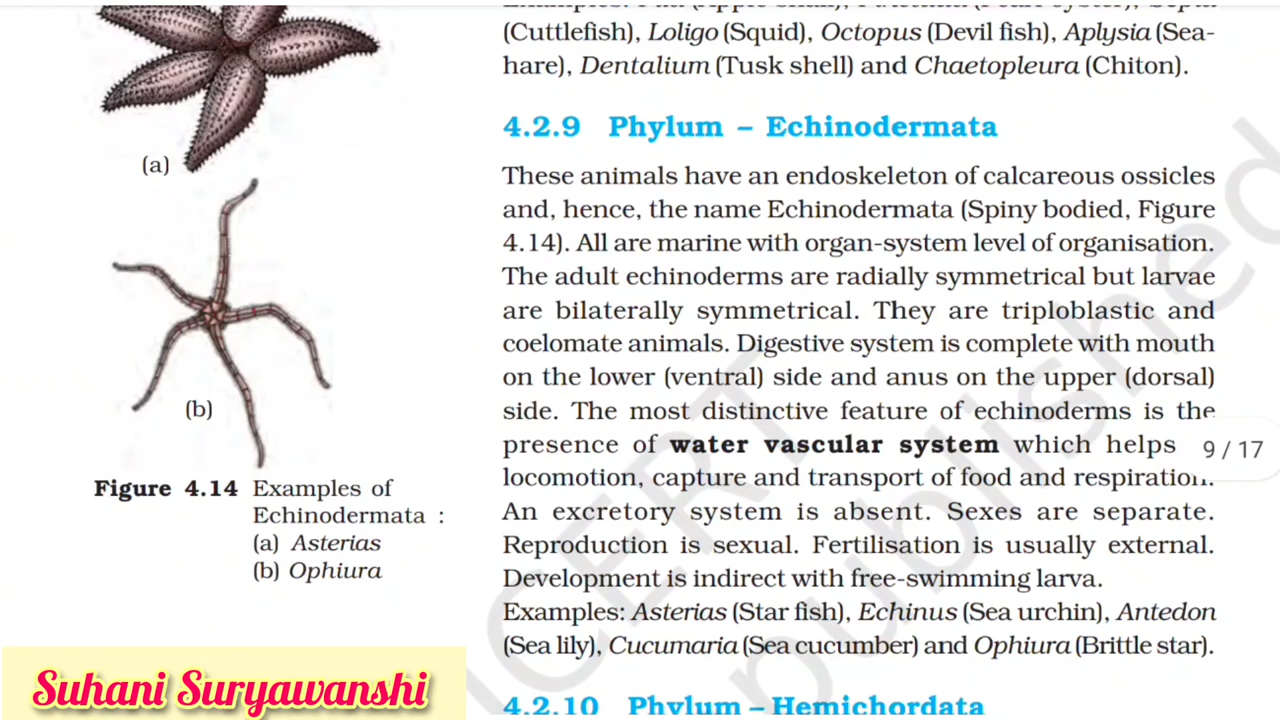 (Cuttlefish), Loligo (Squid), Octopus (Devil fish), Aplysia (Sea-
hare), Dentalium (Tusk shell) and Chaetopleura (Chiton).
4.2.9 Phylum – Echinodermata
These animals have an endoskeleton of calcareous ossicles
and, hence, the name Echinodermata (Spiny bodied, Figure
4.14). All are marine with organ-system level of organisation.
The adult echinoderms are radially symmetrical but larvae
are bilaterally symmetrical. They are triploblastic and
coelomate animals. Digestive system is complete with mouth
on the lower (ventral) side and anus on the upper (dorsal)
side. The most distinctive feature of echinoderms is the
presence of water vascular system which helps
locomotion, capture and transport of food and respiration.
An excretory system is absent. Sexes are separate.
Reproduction is sexual. Fertilisation is usually external.
Development is indirect with free-swimming larva.
Examples: Asterias (Star fish), Echinus (Sea urchin), Antedon
(Sea lily), Cucumaria (Sea cucumber) and Ophiura (Brittle star).
4.2.10 Phylum – Hemichordata
(a)
(b)
Figure 4.14 Examples of
Echinodermata :
(a) Asterias
(b) Ophiura
9 / 17
Suhani Suryawanshi
published